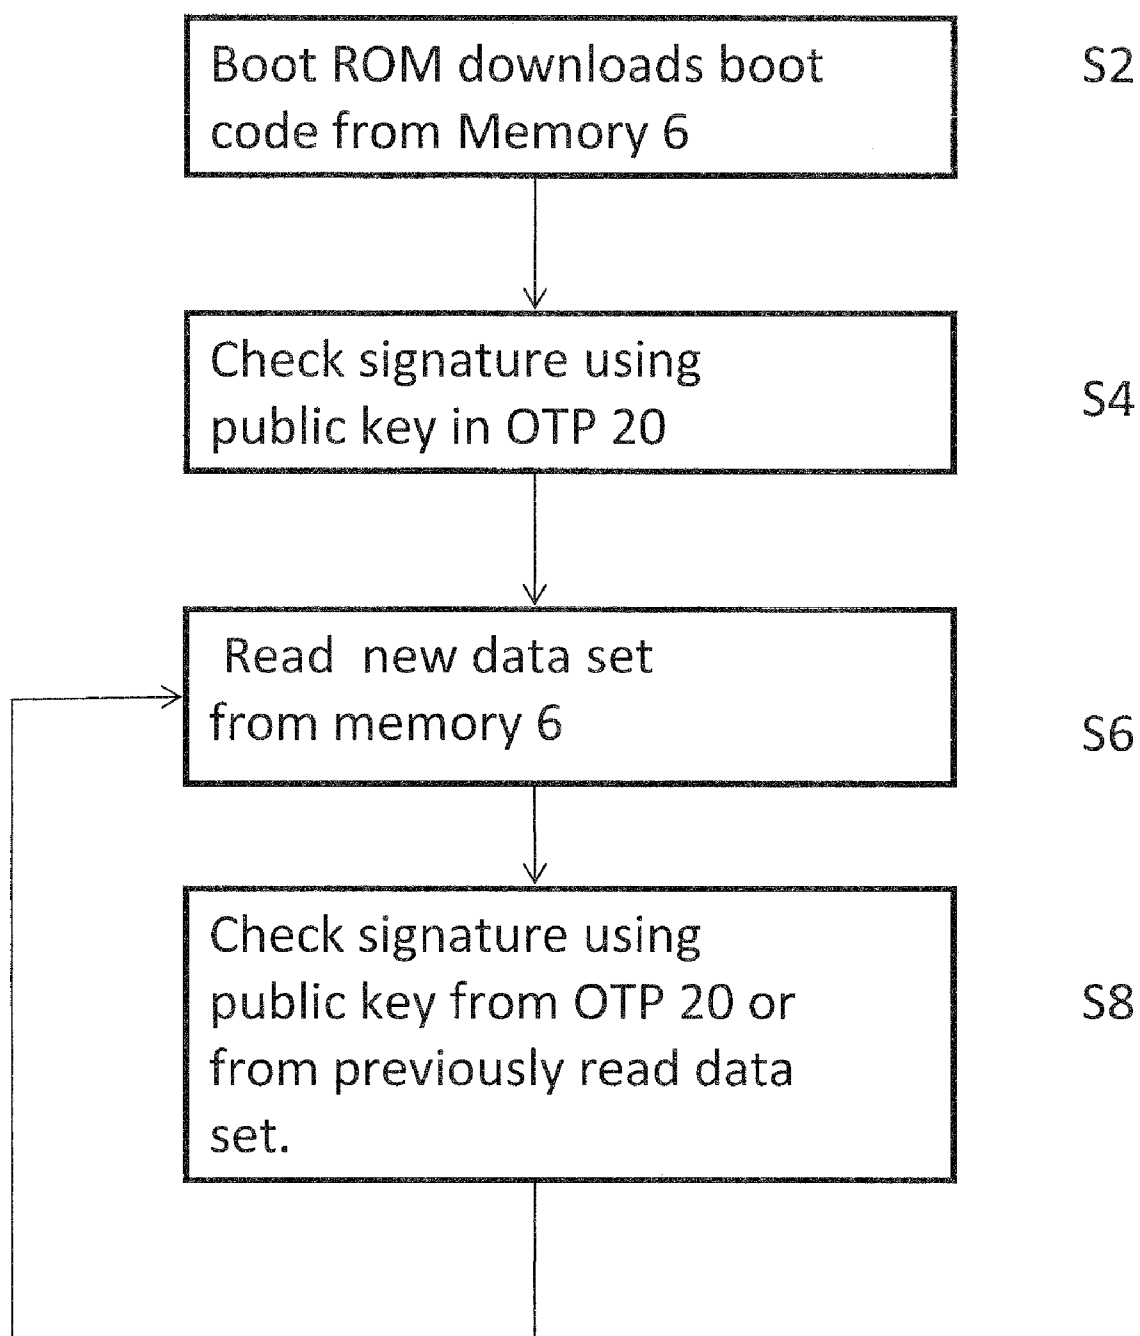 Boot ROM downloads boot
code from Memory 6
S2
Check signature using
public key in OTP 20
S4
Read new data set
from memory 6
S6
Check signature using
public key from OTP 20 or
from previously read data
set.
S8